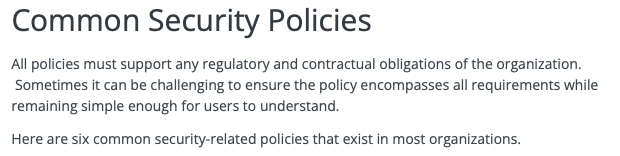 Common Security Policies
All policies must support any regulatory and contractual obligations of the organization.
Sometimes it can be challenging to ensure the policy encompasses all requirements while
remaining simple enough for users to understand.
Here are six common security-related policies that exist in most organizations.